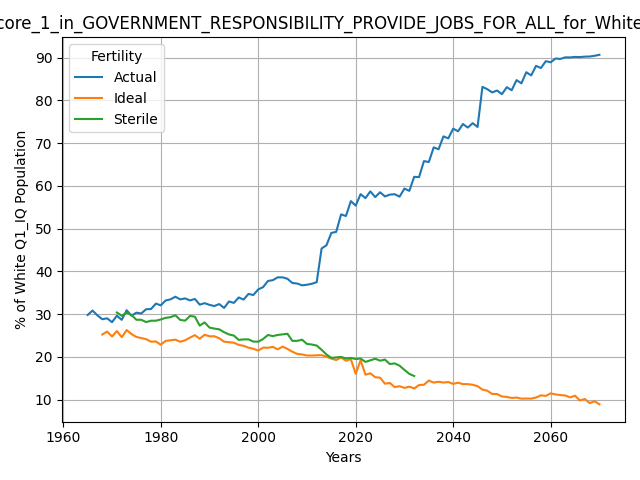 core_1_in_GOVERNMENT_RESPONSIBILITY_PROVIDE_JOBS_FOR_ALL_for_White
Fertility
Actual
Ideal
Sterile
% of White Q1_IQ Population
90
80
70
60
50
40
30
20
10
1960 1980 2000 2020 2040 2060
Years